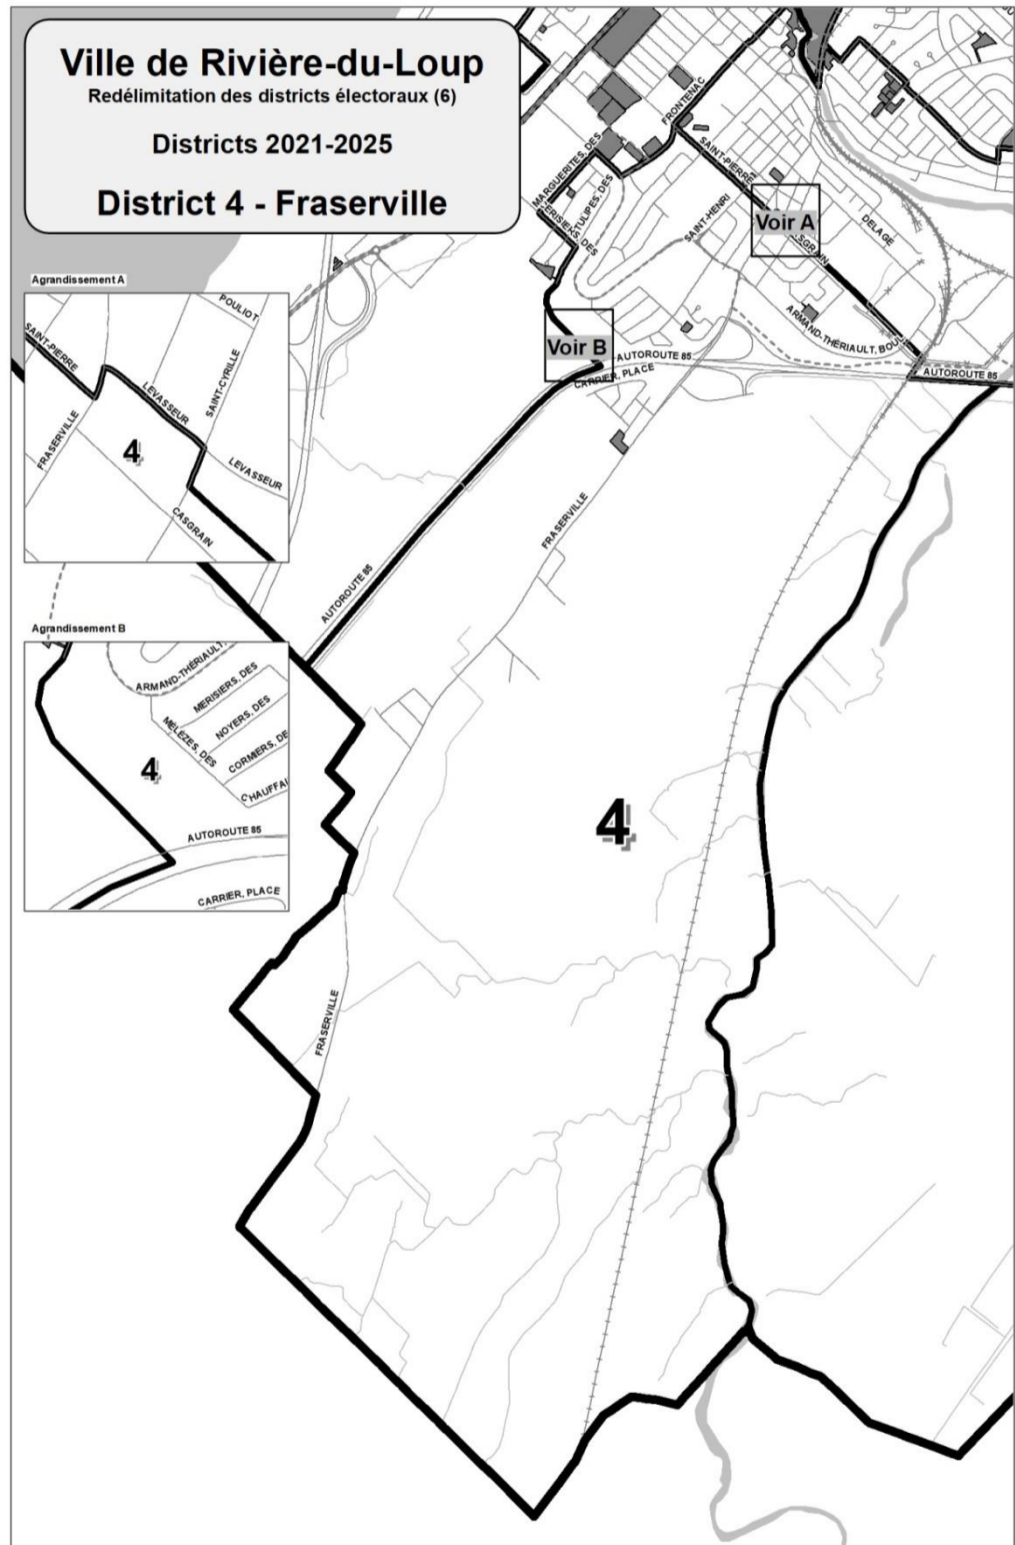 Ville de Rivière-du-Loup
Redélimitation des districts électoraux (6)
Districts 2021-2025
District 4 - Fraserville
FRONTENAC
MARGUERITES, DES
TULIPES, DES
MERISIERS, DES
SAINT-PIERRE
SAINT-HENRI
Voir A
CASGRAIN
DELAGE
ARMAND-THÉRIAULT, BOUL
Voir B
AUTOROUTE 85
CARRIER, PLACE
AUTOROUTE 85
Agrandissement A
POULIOT
SAINT-PIERRE
LEVASSEUR
SAINT-CYRILLE
FRASERVILLE
4
LEVASSEUR
CASGRAIN
FRASERVILLE
AUTOROUTE 85
Agrandissement B
ARMAND-THÉRIAULT,
MERISIERS, DES
NOYERS, DES
MÉLÈZES, DES
CORMIERS, DE
CHAUFFAI
4
AUTOROUTE 85
CARRIER, PLACE
4
FRASERVILLE